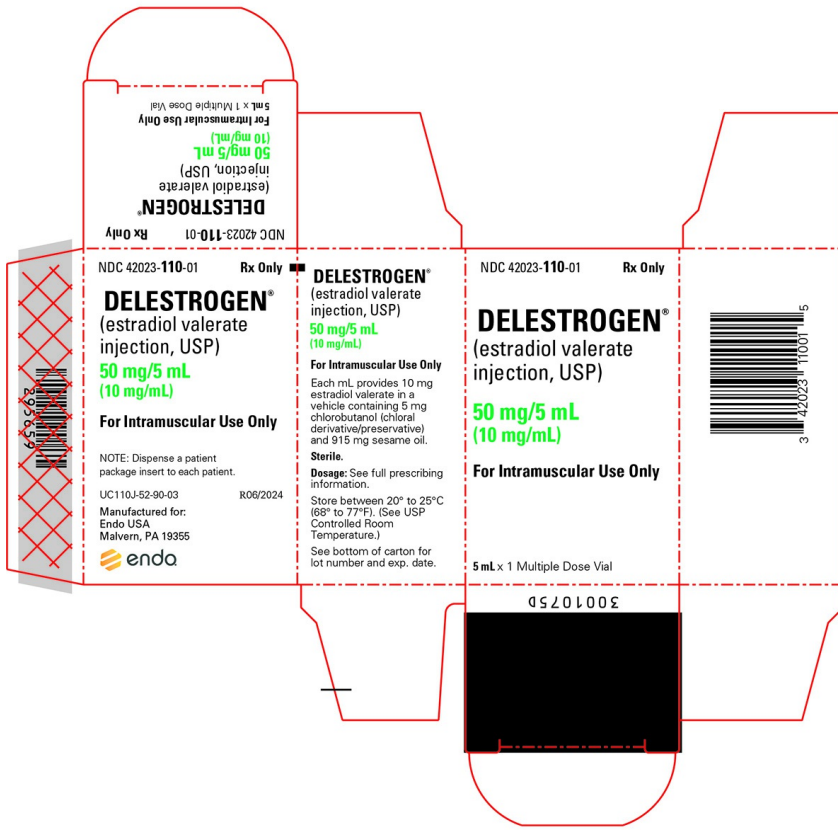 5 mL x 1 Multiple Dose Vial
For Intramuscular Use Only
(10 mg/mL)
50 mg/5 mL
injection, USP)
(estradiol valerate
DELESTROGEN®
NDC 42023-110-01 Rx Only
NDC 42023-110-01 Rx Only
DELESTROGEN®
(estradiol valerate
injection, USP)
50 mg/5 mL
(10 mg/mL)
For Intramuscular Use Only
NOTE: Dispense a patient
package insert to each patient.
UC110J-52-90-03 R06/2024
Manufactured for:
Endo USA
Malvern, PA 19355
endo
295659
DELESTROGEN®
(estradiol valerate
injection, USP)
50 mg/5 mL
(10 mg/mL)
For Intramuscular Use Only
Each mL provides 10 mg
estradiol valerate in a
vehicle containing 5 mg
chlorobutanol (chloral
derivative/preservative)
and 915 mg sesame oil.
Sterile.
Dosage: See full prescribing
information.
Store between 20° to 25°C
(68° to 77°F). (See USP
Controlled Room
Temperature.)
See bottom of carton for
lot number and exp. date.
NDC 42023-110-01 Rx Only
DELESTROGEN®
(estradiol valerate
injection, USP)
50 mg/5 mL
(10 mg/mL)
For Intramuscular Use Only
5 mL x 1 Multiple Dose Vial
3001075D
3 42023 11001 5